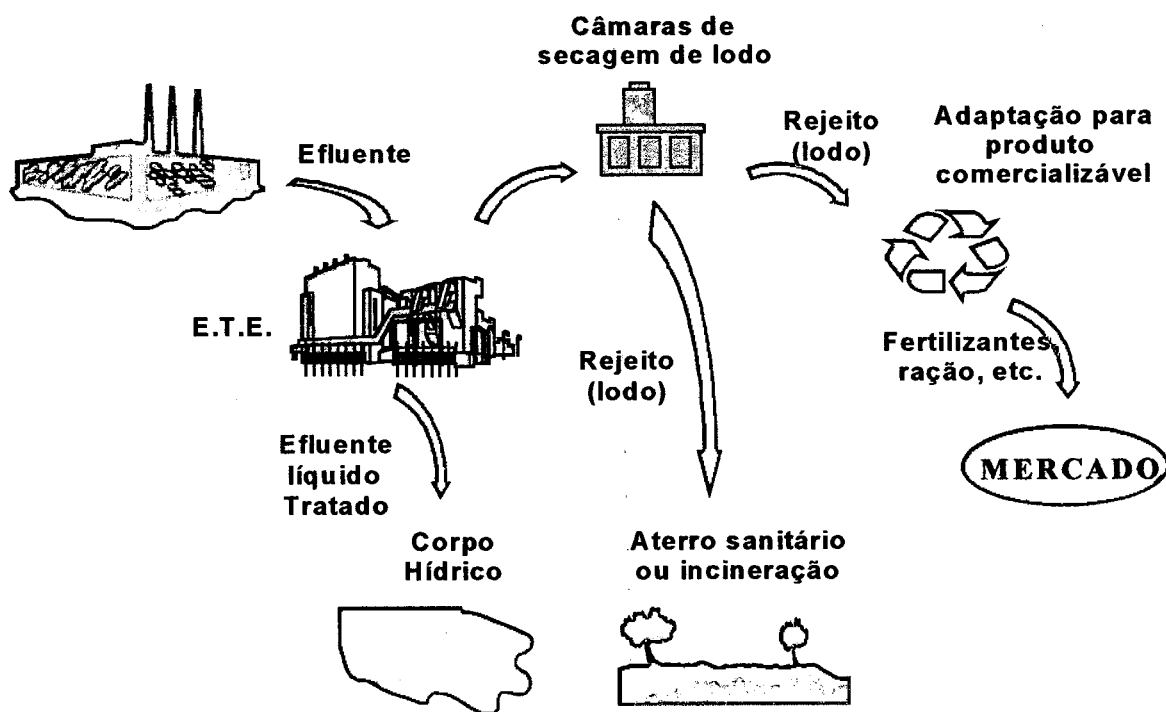 Câmaras de
secagem de lodo
Efluente
Rejeito
(lodo)
Adaptação para
produto
comercializável
E.T.E.
Rejeito
(lodo)
Fertilizantes,
ração, etc.
Efluente
líquido
Tratado
MERCADO
Corpo
Hídrico
Aterro sanitário
ou incineração